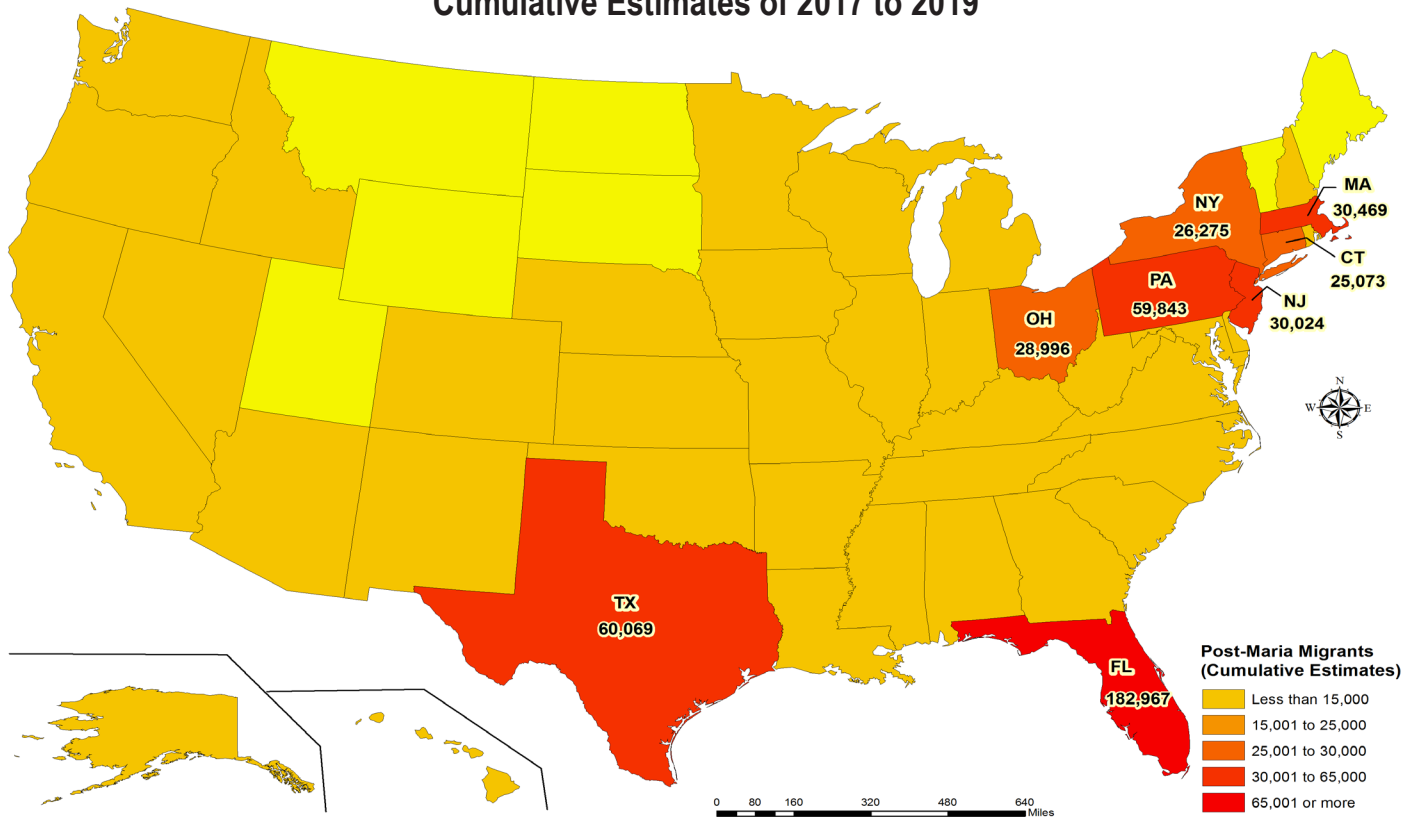 Cumulative Estimates of 2017 to 2019
MA
30,469
NY
26,275
CT
25,073
PA
59,843
NJ
30,024
OH
28,996
N
W E
S
TX
60,069
FL
182,967
Post-Maria Migrants
(Cumulative Estimates)
Less than 15,000
15,001 to 25,000
25,001 to 30,000
30,001 to 65,000
65,001 or more
0 80 160 320 480 640
Miles